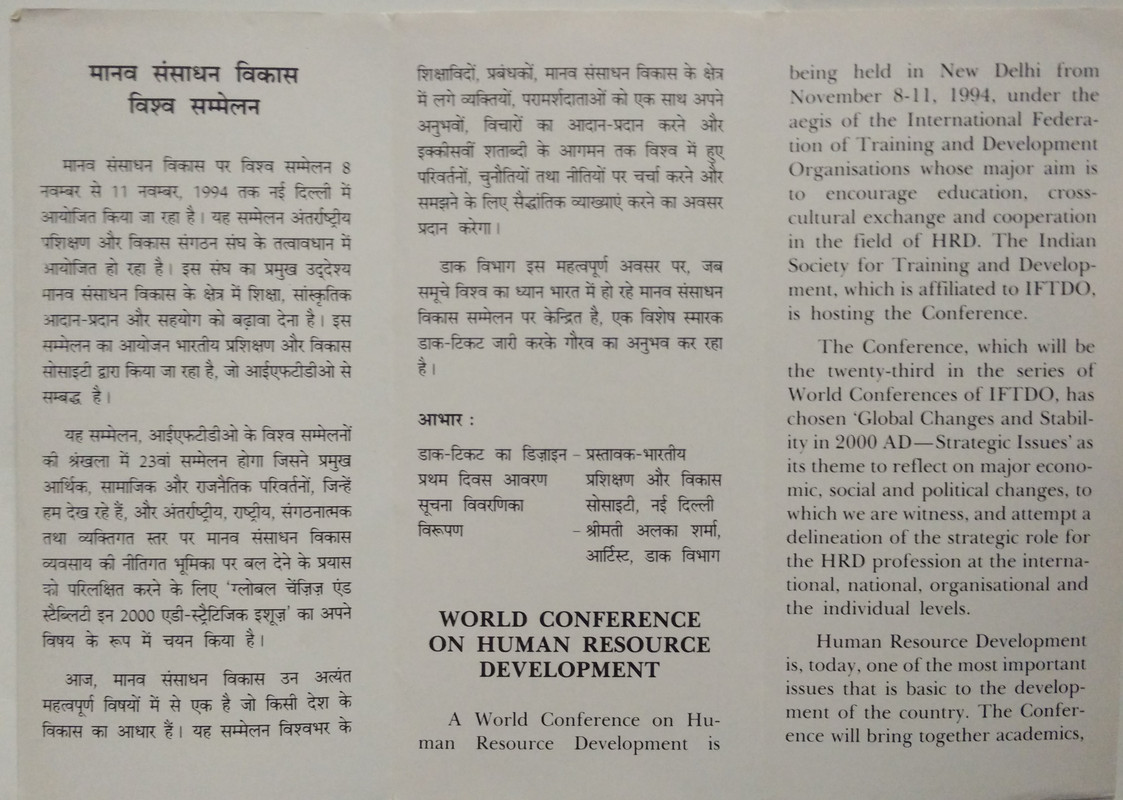 मानव संसाधन विकास
विश्व सम्मेलन
मानव संसाधन विकास पर विश्व सम्मेलन 8
नवम्बर से 11 नवम्बर, 1994 तक नई दिल्ली में
आयोजित किया जा रहा है। यह सम्मेलन अंतर्राष्ट्रीय
प्रशिक्षण और विकास संगठन संघ के तत्वावधान में
आयोजित हो रहा है। इस संघ का प्रमुख उद्देश्य
मानव संसाधन विकास के क्षेत्र में शिक्षा, सांस्कृतिक
आदान-प्रदान और सहयोग को बढ़ावा देना है। इस
सम्मेलन का आयोजन भारतीय प्रशिक्षण और विकास
सोसाइटी द्वारा किया जा रहा है, जो आईएफटीडीओ से
सम्बद्ध है।
यह सम्मेलन, आईएफटीडीओ के विश्व सम्मेलनों
की श्रंखला में 23वां सम्मेलन होगा जिसने प्रमुख
आर्थिक, सामाजिक और राजनैतिक परिवर्तनों, जिन्हें
हम देख रहे हैं, और अंतर्राष्ट्रीय, राष्ट्रीय, संगठनात्मक
तथा व्यक्तिगत स्तर पर मानव संसाधन विकास
व्यवसाय की नीतिगत भूमिका पर बल देने के प्रयास
को परिलक्षित करने के लिए 'ग्लोबल चेंज़िज़ एंड
स्टैब्लिटी इन 2000 एडी-स्ट्रैटिजिक इशूज़' का अपने
विषय के रूप में चयन किया है।
आज, मानव संसाधन विकास उन अत्यंत
महत्वपूर्ण विषयों में से एक है जो किसी देश के
विकास का आधार हैं। यह सम्मेलन विश्वभर के
शिक्षाविदों, प्रबंधकों, मानव संसाधन विकास के क्षेत्र
में लगे व्यक्तियों, परामर्शदाताओं को एक साथ अपने
अनुभवों, विचारों का आदान-प्रदान करने और
इक्कीसवीं शताब्दी के आगमन तक विश्व में हुए
परिवर्तनों, चुनौतियों तथा नीतियों पर चर्चा करने और
समझने के लिए सैद्धांतिक व्याख्याएं करने का अवसर
प्रदान करेगा।
डाक विभाग इस महत्वपूर्ण अवसर पर, जब
समूचे विश्व का ध्यान भारत में हो रहे मानव संसाधन
विकास सम्मेलन पर केन्द्रित है, एक विशेष स्मारक
डाक-टिकट जारी करके गौरव का अनुभव कर रहा
है।
आभार :
डाक-टिकट का डिज़ाइन – प्रस्तावक-भारतीय
प्रथम दिवस आवरण प्रशिक्षण और विकास
सूचना विवरणिका सोसाइटी, नई दिल्ली
विरूपण – श्रीमती अलका शर्मा,
आर्टिस्ट, डाक विभाग
WORLD CONFERENCE
ON HUMAN RESOURCE
DEVELOPMENT
A World Conference on Hu-
man Resource Development is
being held in New Delhi from
November 8-11, 1994, under the
aegis of the International Federa-
tion of Training and Development
Organisations whose major aim is
to encourage education, cross-
cultural exchange and cooperation
in the field of HRD. The Indian
Society for Training and Develop-
ment, which is affiliated to IFTDO,
is hosting the Conference.
The Conference, which will be
the twenty-third in the series of
World Conferences of IFTDO, has
chosen 'Global Changes and Stabil-
ity in 2000 AD—Strategic Issues' as
its theme to reflect on major econo-
mic, social and political changes, to
which we are witness, and attempt a
delineation of the strategic role for
the HRD profession at the interna-
tional, national, organisational and
the individual levels.
Human Resource Development
is, today, one of the most important
issues that is basic to the develop-
ment of the country. The Confer-
ence will bring together academics,